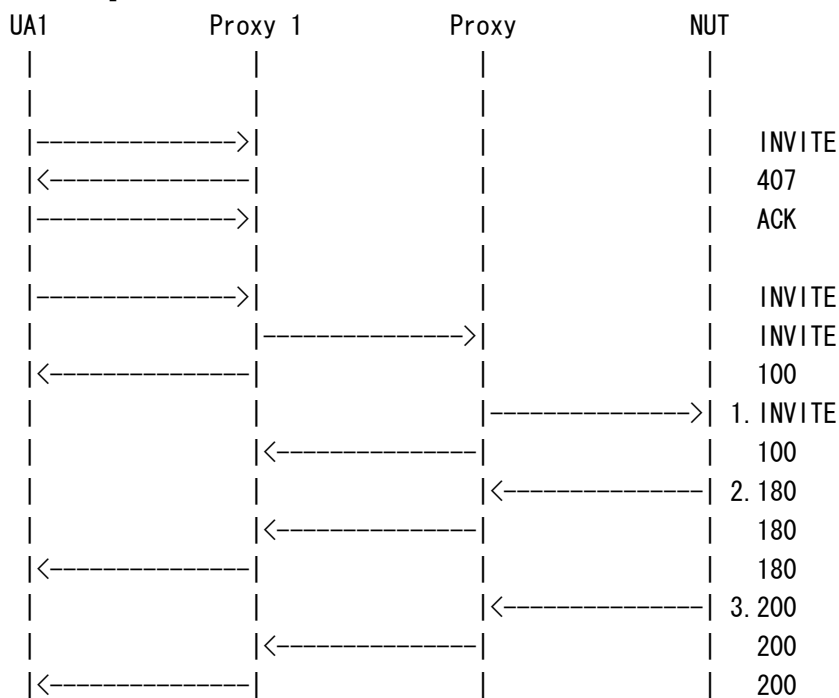 UA1 Proxy 1 Proxy NUT
| | | |
| | | |
|--------------->| | | INVITE
|<---------------| | | 407
|--------------->| | | ACK
| | | |
|--------------->| | | INVITE
| |--------------->| | INVITE
|<---------------| | | 100
| | |--------------->| 1.INVITE
| |<---------------| | 100
| | |<---------------| 2.180
| |<---------------| | 180
|<---------------| | | 180
| | |<---------------| 3.200
| |<---------------| | 200
|<---------------| | | 200